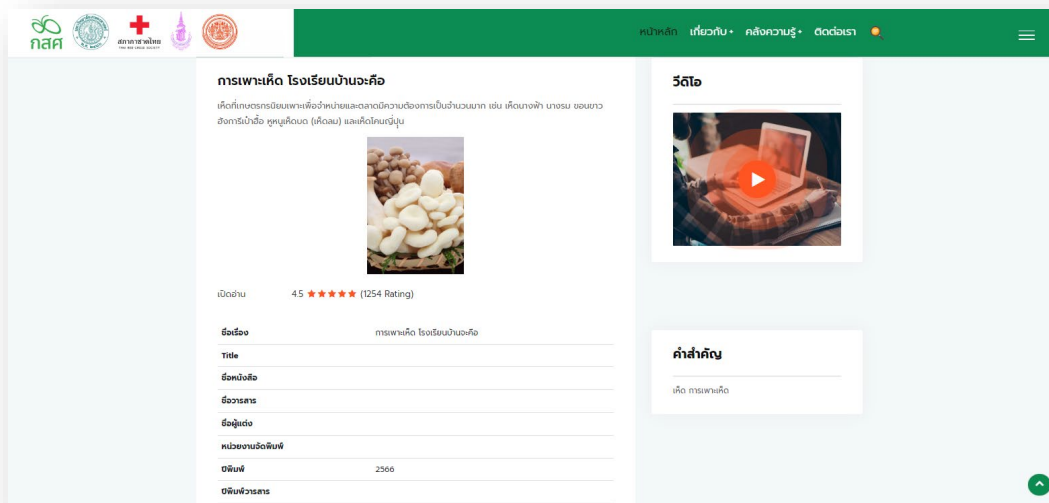 กสศ
สภากาชาดไทย
THAI RED CROSS SOCIETY
หน้าหลัก เกี่ยวกับ+ คลังความรู้+ ติดต่อเรา
การเพาะเห็ด โรงเรียนบ้านจะคือ
เห็ดที่เกษตรกรนิยมเพาะเพื่อจำหน่ายและตลาดมีความต้องการเป็นจำนวนมาก เช่น เห็ดนางฟ้า นางรม ขอนขาว
ฮังการีเป๋าฮื้อ หูหนูเห็ดบด (เห็ดลม) และเห็ดโคนญี่ปุ่น
เปิดอ่าน 4.5 ★★★★★ (1254 Rating)
ชื่อเรื่อง การเพาะเห็ด โรงเรียนบ้านจะคือ
Title
ชื่อหนังสือ
ชื่อวารสาร
ชื่อผู้แต่ง
หน่วยงานจัดพิมพ์
ปีพิมพ์ 2566
ปีพิมพ์วารสาร
วีดีโอ
คำสำคัญ
เห็ด การเพาะเห็ด